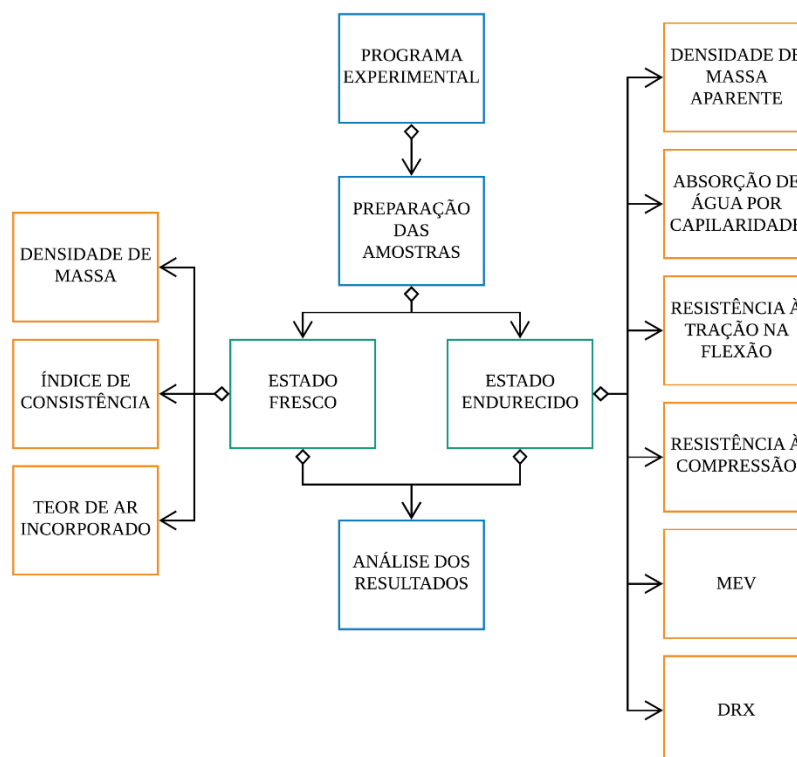 PROGRAMA
EXPERIMENTAL
PREPARAÇÃO
DAS
AMOSTRAS
ESTADO
FRESCO
ESTADO
ENDURECIDO
ANÁLISE DOS
RESULTADOS
DENSIDADE DE
MASSA
ÍNDICE DE
CONSISTÊNCIA
TEOR DE AR
INCORPORADO
DENSIDADE DE
MASSA
APARENTE
ABSORÇÃO DE
ÁGUA POR
CAPILARIDADE
RESISTÊNCIA À
TRAÇÃO NA
FLEXÃO
RESISTÊNCIA À
COMPRESSÃO
MEV
DRX